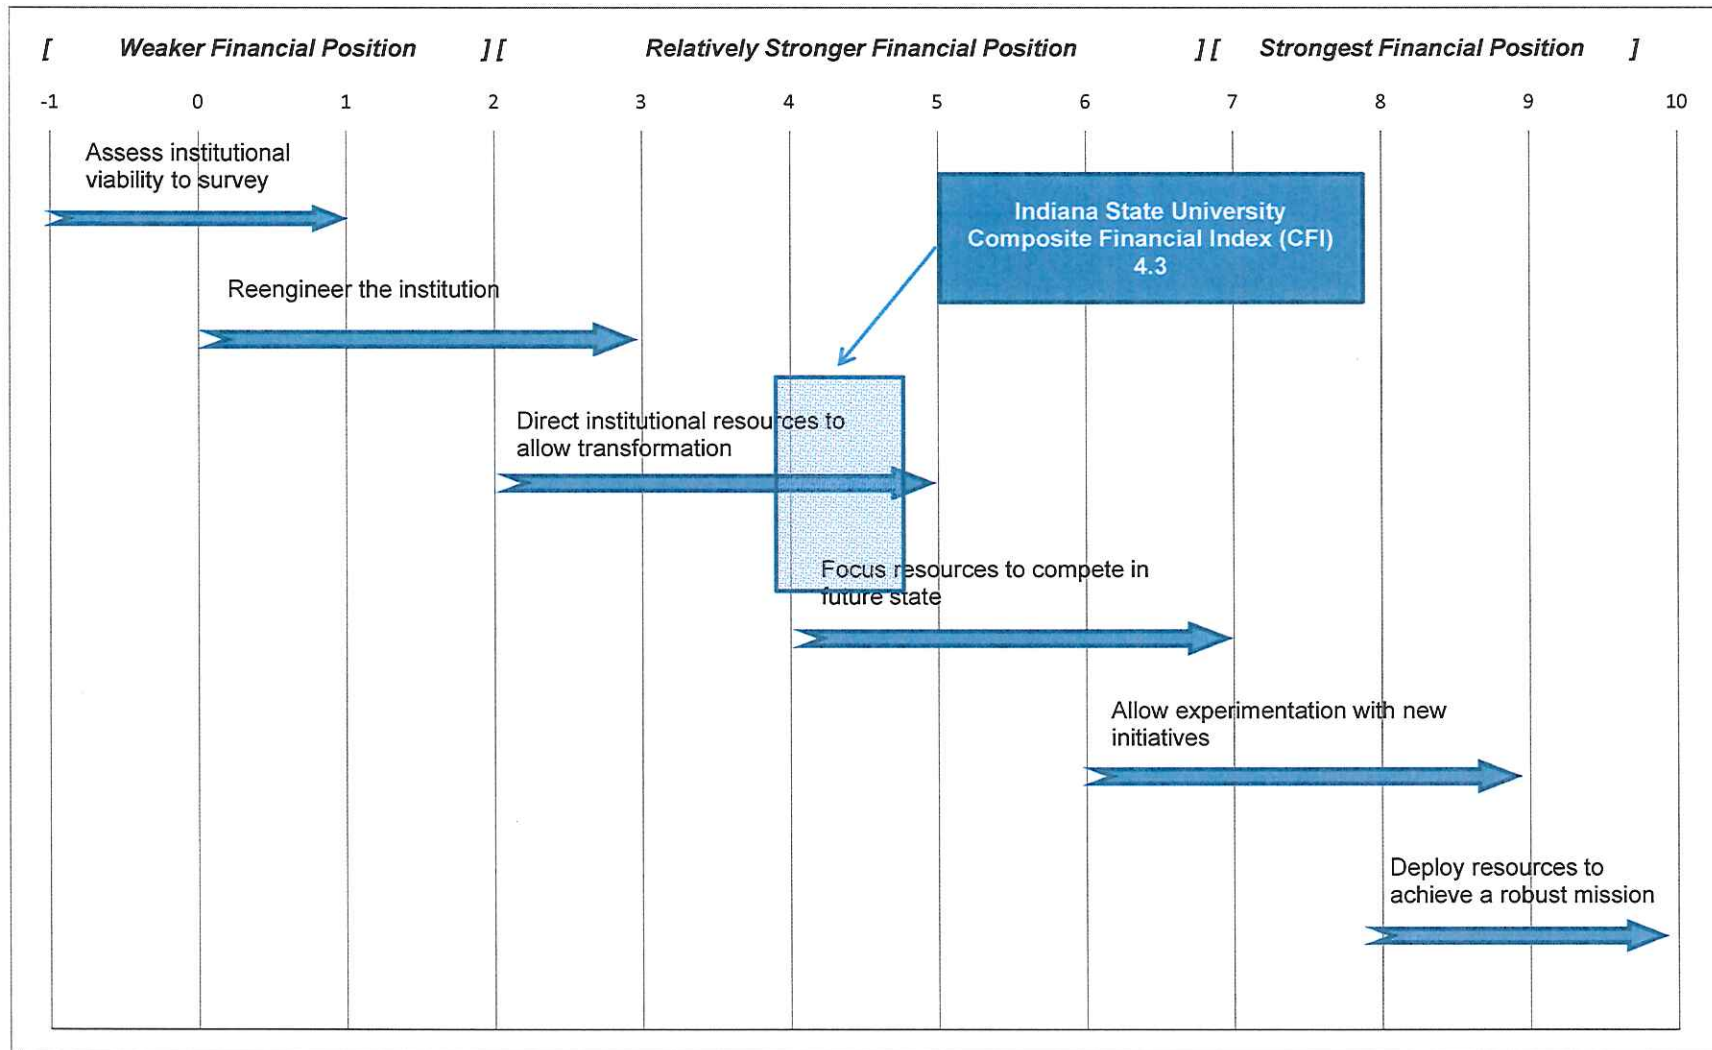 [ Weaker Financial Position ] [ Relatively Stronger Financial Position ] [ Strongest Financial Position ]
-1 0 1 2 3 4 5 6 7 8 9 10
Assess institutional
viability to survey
Indiana State University
Composite Financial Index (CFI)
4.3
Reengineer the institution
Direct institutional resources to
allow transformation
Focus resources to compete in
future state
Allow experimentation with new
initiatives
Deploy resources to
achieve a robust mission